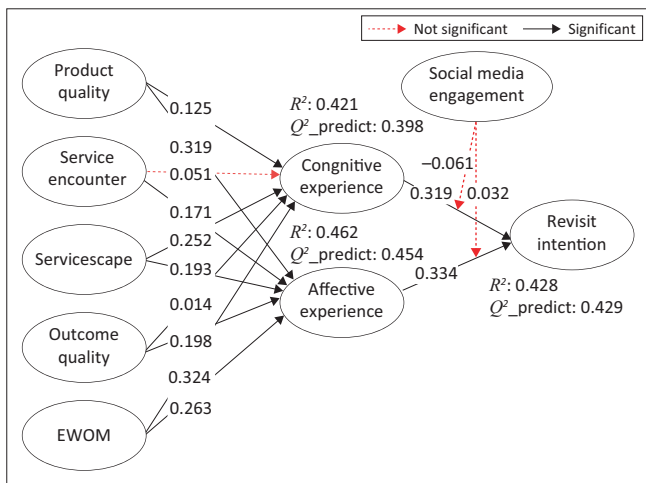 Not significant
Significant
Product
quality
Service
encounter
Servicescape
Outcome
quality
EWOM
0.125
0.319
0.051
0.171
0.252
0.193
0.014
0.198
0.324
0.263
R²: 0.421
Q²_predict: 0.398
Congnitive
experience
R²: 0.462
Q²_predict: 0.454
Affective
experience
Social media
engagement
−0.061
0.319
0.032
0.334
Revisit
intention
R²: 0.428
Q²_predict: 0.429